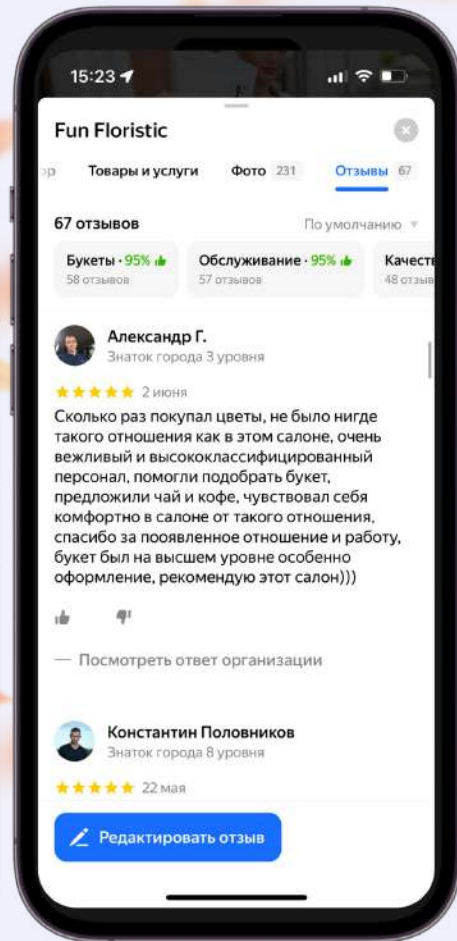 15:23
Fun Floristic
ор Товары и услуги Фото 231 Отзывы 67
67 отзывов По умолчанию
Букеты · 95% Обслуживание · 95% Качеств
58 отзывов 57 отзывов 48 отзыв
Александр Г.
Знаток города 3 уровня
2 июня
Сколько раз покупал цветы, не было нигде
такого отношения как в этом салоне, очень
вежливый и высококлассифицированный
персонал, помогли подобрать букет,
предложили чай и кофе, чувствовал себя
комфортно в салоне от такого отношения,
спасибо за пооявленное отношение и работу,
букет был на высшем уровне особенно
оформление, рекомендую этот салон)))
— Посмотреть ответ организации
Константин Половников
Знаток города 8 уровня
22 мая
Редактировать отзыв